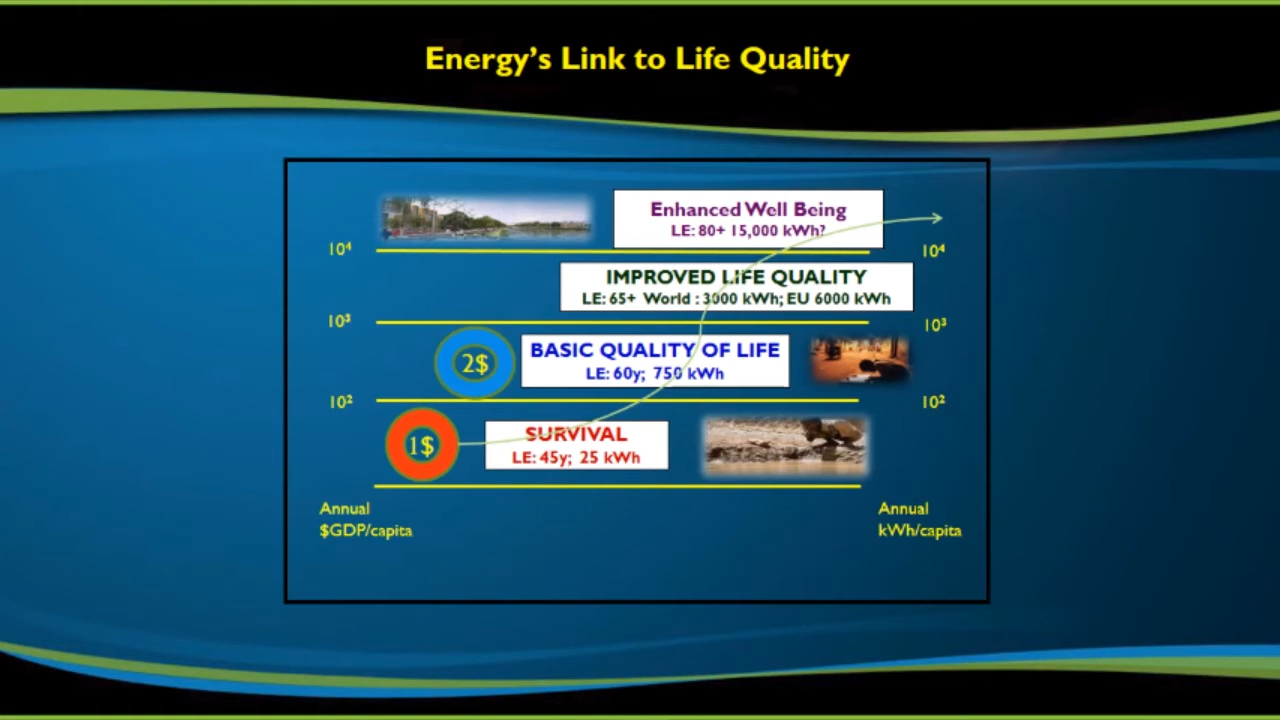 Energy's Link to Life Quality
Enhanced Well Being
LE: 80+ 15,000 kWh?
10⁴
10⁴
IMPROVED LIFE QUALITY
LE: 65+ World : 3000 kWh; EU 6000 kWh
10³
10³
2$
BASIC QUALITY OF LIFE
LE: 60y; 750 kWh
10²
10²
1$
SURVIVAL
LE: 45y; 25 kWh
Annual
$GDP/capita
Annual
kWh/capita